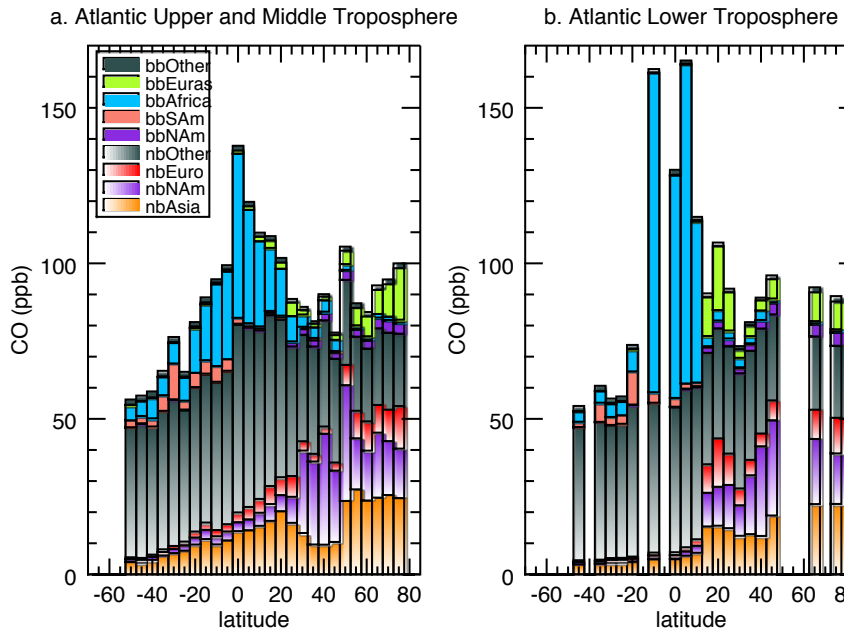 a. Atlantic Upper and Middle Troposphere
b. Atlantic Lower Troposphere
bbOther
bbEuras
bbAfrica
bbSAm
bbNAm
nbOther
nbEuro
nbNAm
nbAsia
CO (ppb)
150
100
50
0
-60 -40 -20 0 20 40 60 80
latitude
CO (ppb)
150
100
50
0
-60 -40 -20 0 20 40 60 80
latitude